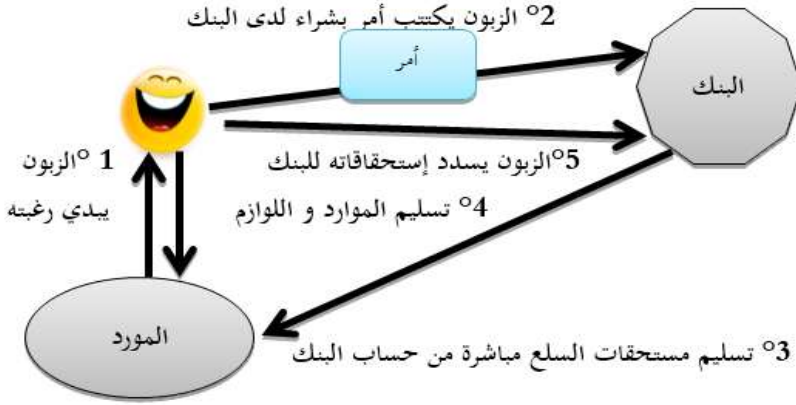 2° الزبون يكتتب أمر بشراء لدى البنك
أمر
البنك
1° الزبون
يبدي رغبته
5°الزبون يسدد إستحقاقاته للبنك
4° تسليم الموارد و اللوازم
المورد
3° تسليم مستحقات السلع مباشرة من حساب البنك